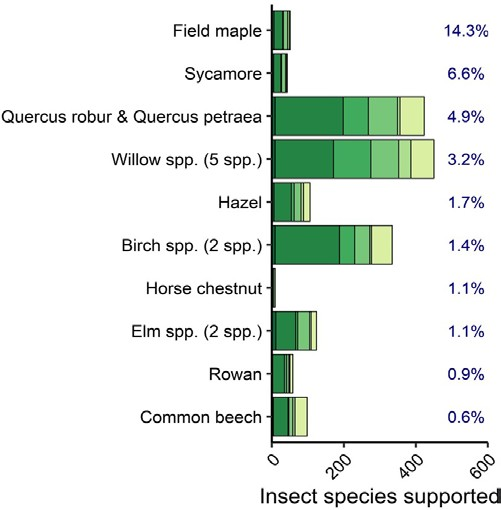 Field maple 14.3%
Sycamore 6.6%
Quercus robur & Quercus petraea 4.9%
Willow spp. (5 spp.) 3.2%
Hazel 1.7%
Birch spp. (2 spp.) 1.4%
Horse chestnut 1.1%
Elm spp. (2 spp.) 1.1%
Rowan 0.9%
Common beech 0.6%
0 200 400 600
Insect species supported